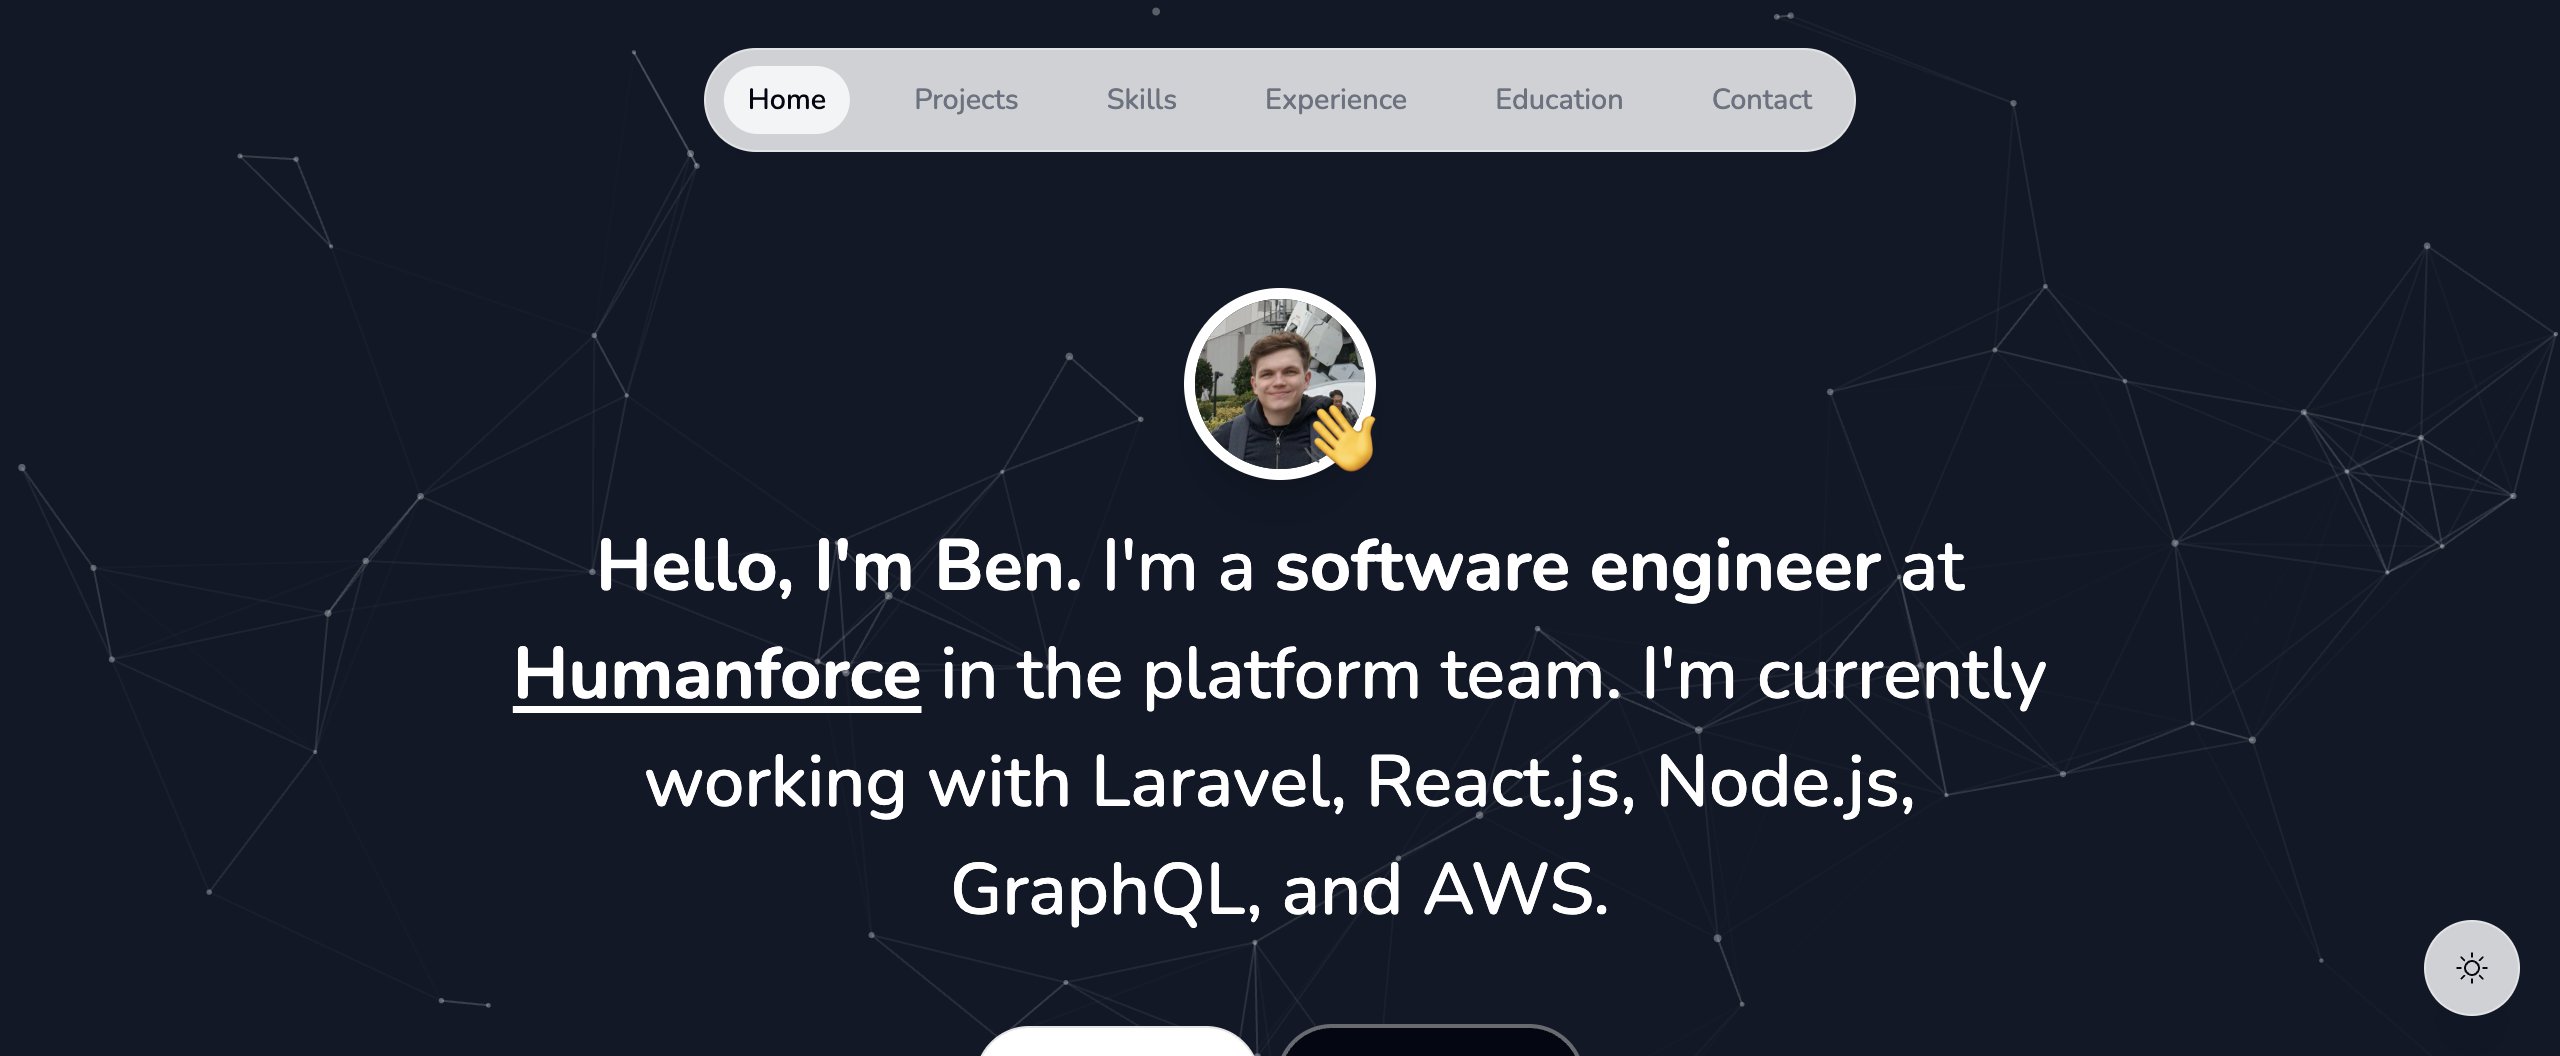 Home Projects Skills Experience Education Contact
Hello, I'm Ben. I'm a software engineer at
Humanforce in the platform team. I'm currently
working with Laravel, React.js, Node.js,
GraphQL, and AWS.